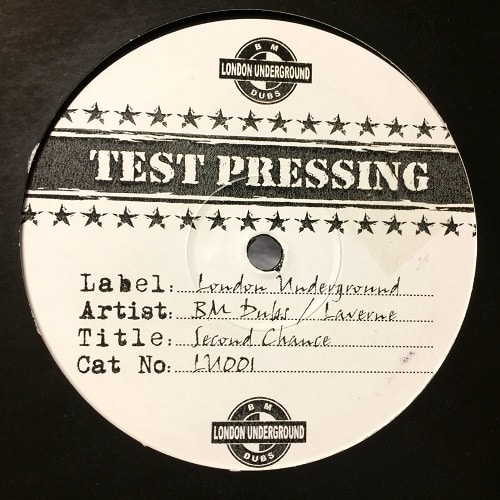 BM
LONDON UNDERGROUND
DUBS
TEST PRESSING
Label: London Underground
Artist: BM Dubs / Laverne
Title: Second Chance
Cat No: LU001
BM
LONDON UNDERGROUND
DUBS